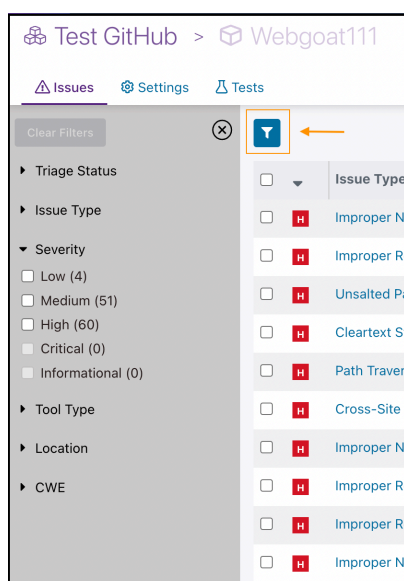 Test GitHub > Webgoat111
Issues Settings Tests
Clear Filters
Triage Status
Issue Type
Severity
Low (4)
Medium (51)
High (60)
Critical (0)
Informational (0)
Tool Type
Location
CWE
Issue Type
H Improper N
H Improper R
H Unsalted Pa
H Cleartext S
H Path Traver
H Cross-Site
H Improper N
H Improper R
H Improper R
H Improper N